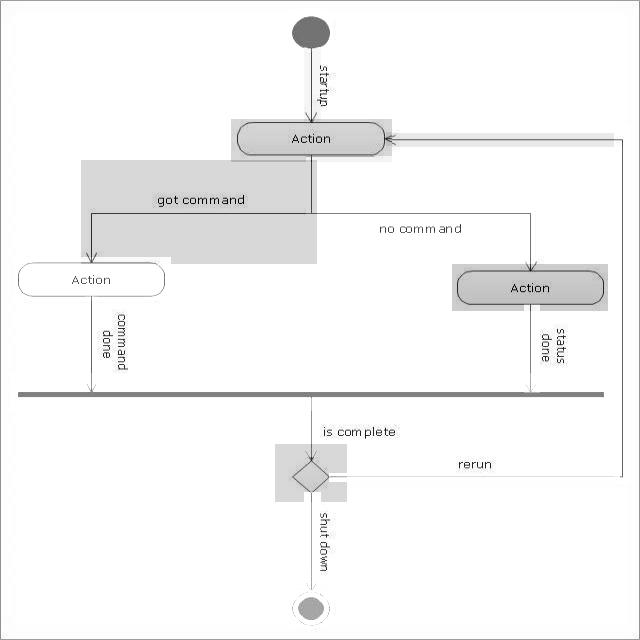 startup
Action
got command
no command
Action
Action
command
done
status
done
is complete
rerun
shut down